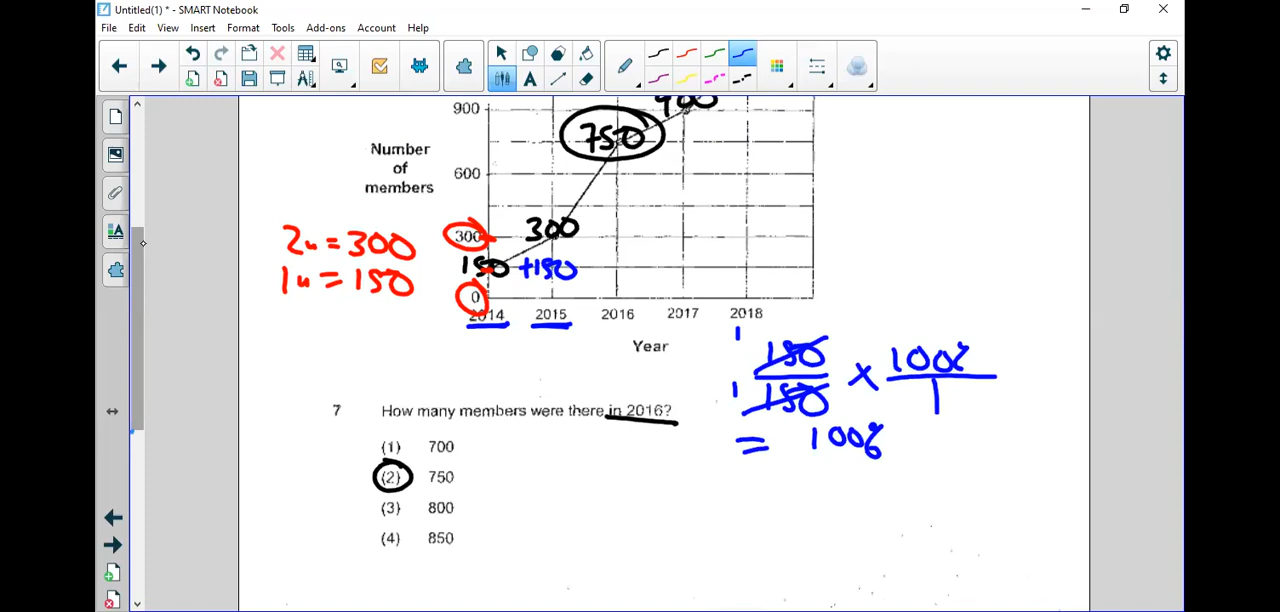 Untitled(1) * - SMART Notebook
File Edit View Insert Format Tools Add-ons Account Help
900
900
750
Number
of
members
600
300
300
2u = 300
1u = 150
150
+150
0
2014 2015 2016 2017 2018
Year
1
150
150
1
× 100%
1
= 100%
7 How many members were there in 2016?
(1) 700
(2) 750
(3) 800
(4) 850